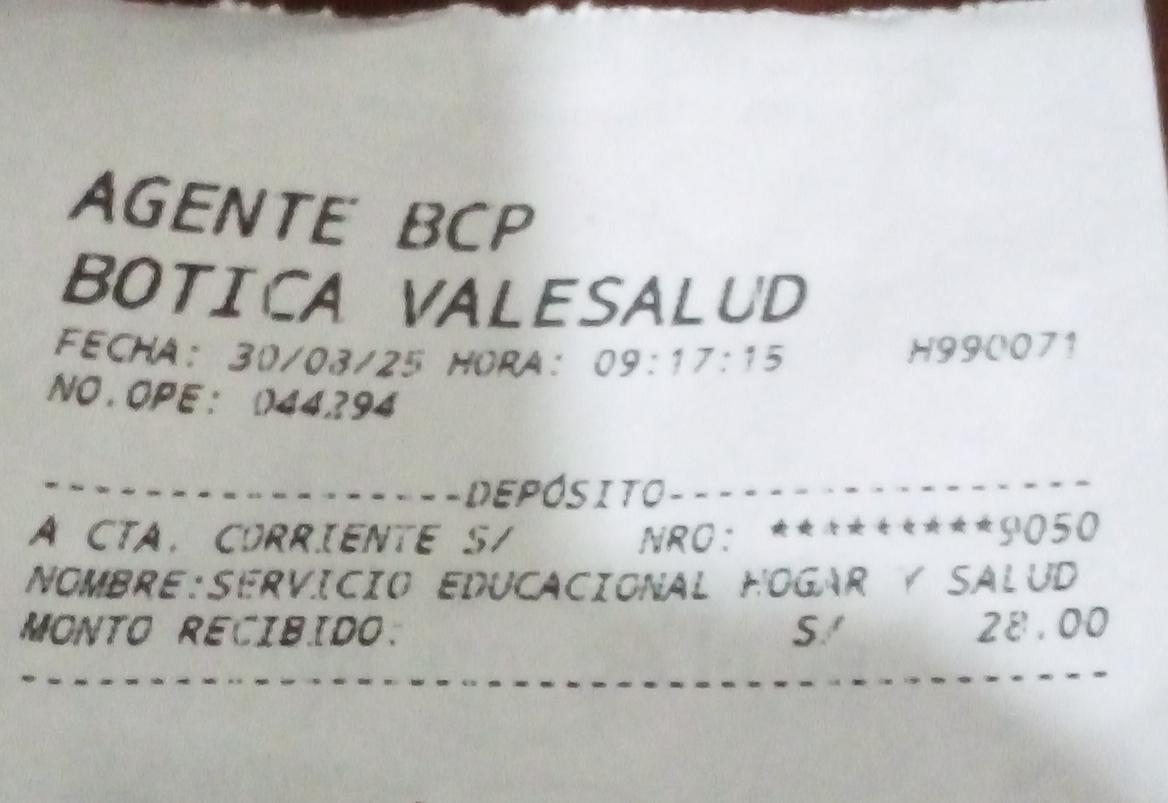 AGENTE BCP
BOTICA VALESALUD
FECHA: 30/03/25 HORA: 09:17:15 H990071
NO.OPE: 044294
-----------------DEPÓSITO-----------------
A CTA. CORRIENTE S/ NRO: *********9050
NOMBRE:SERVICIO EDUCACIONAL HOGAR Y SALUD
MONTO RECIBIDO: S/ 28.00
------------------------------------------